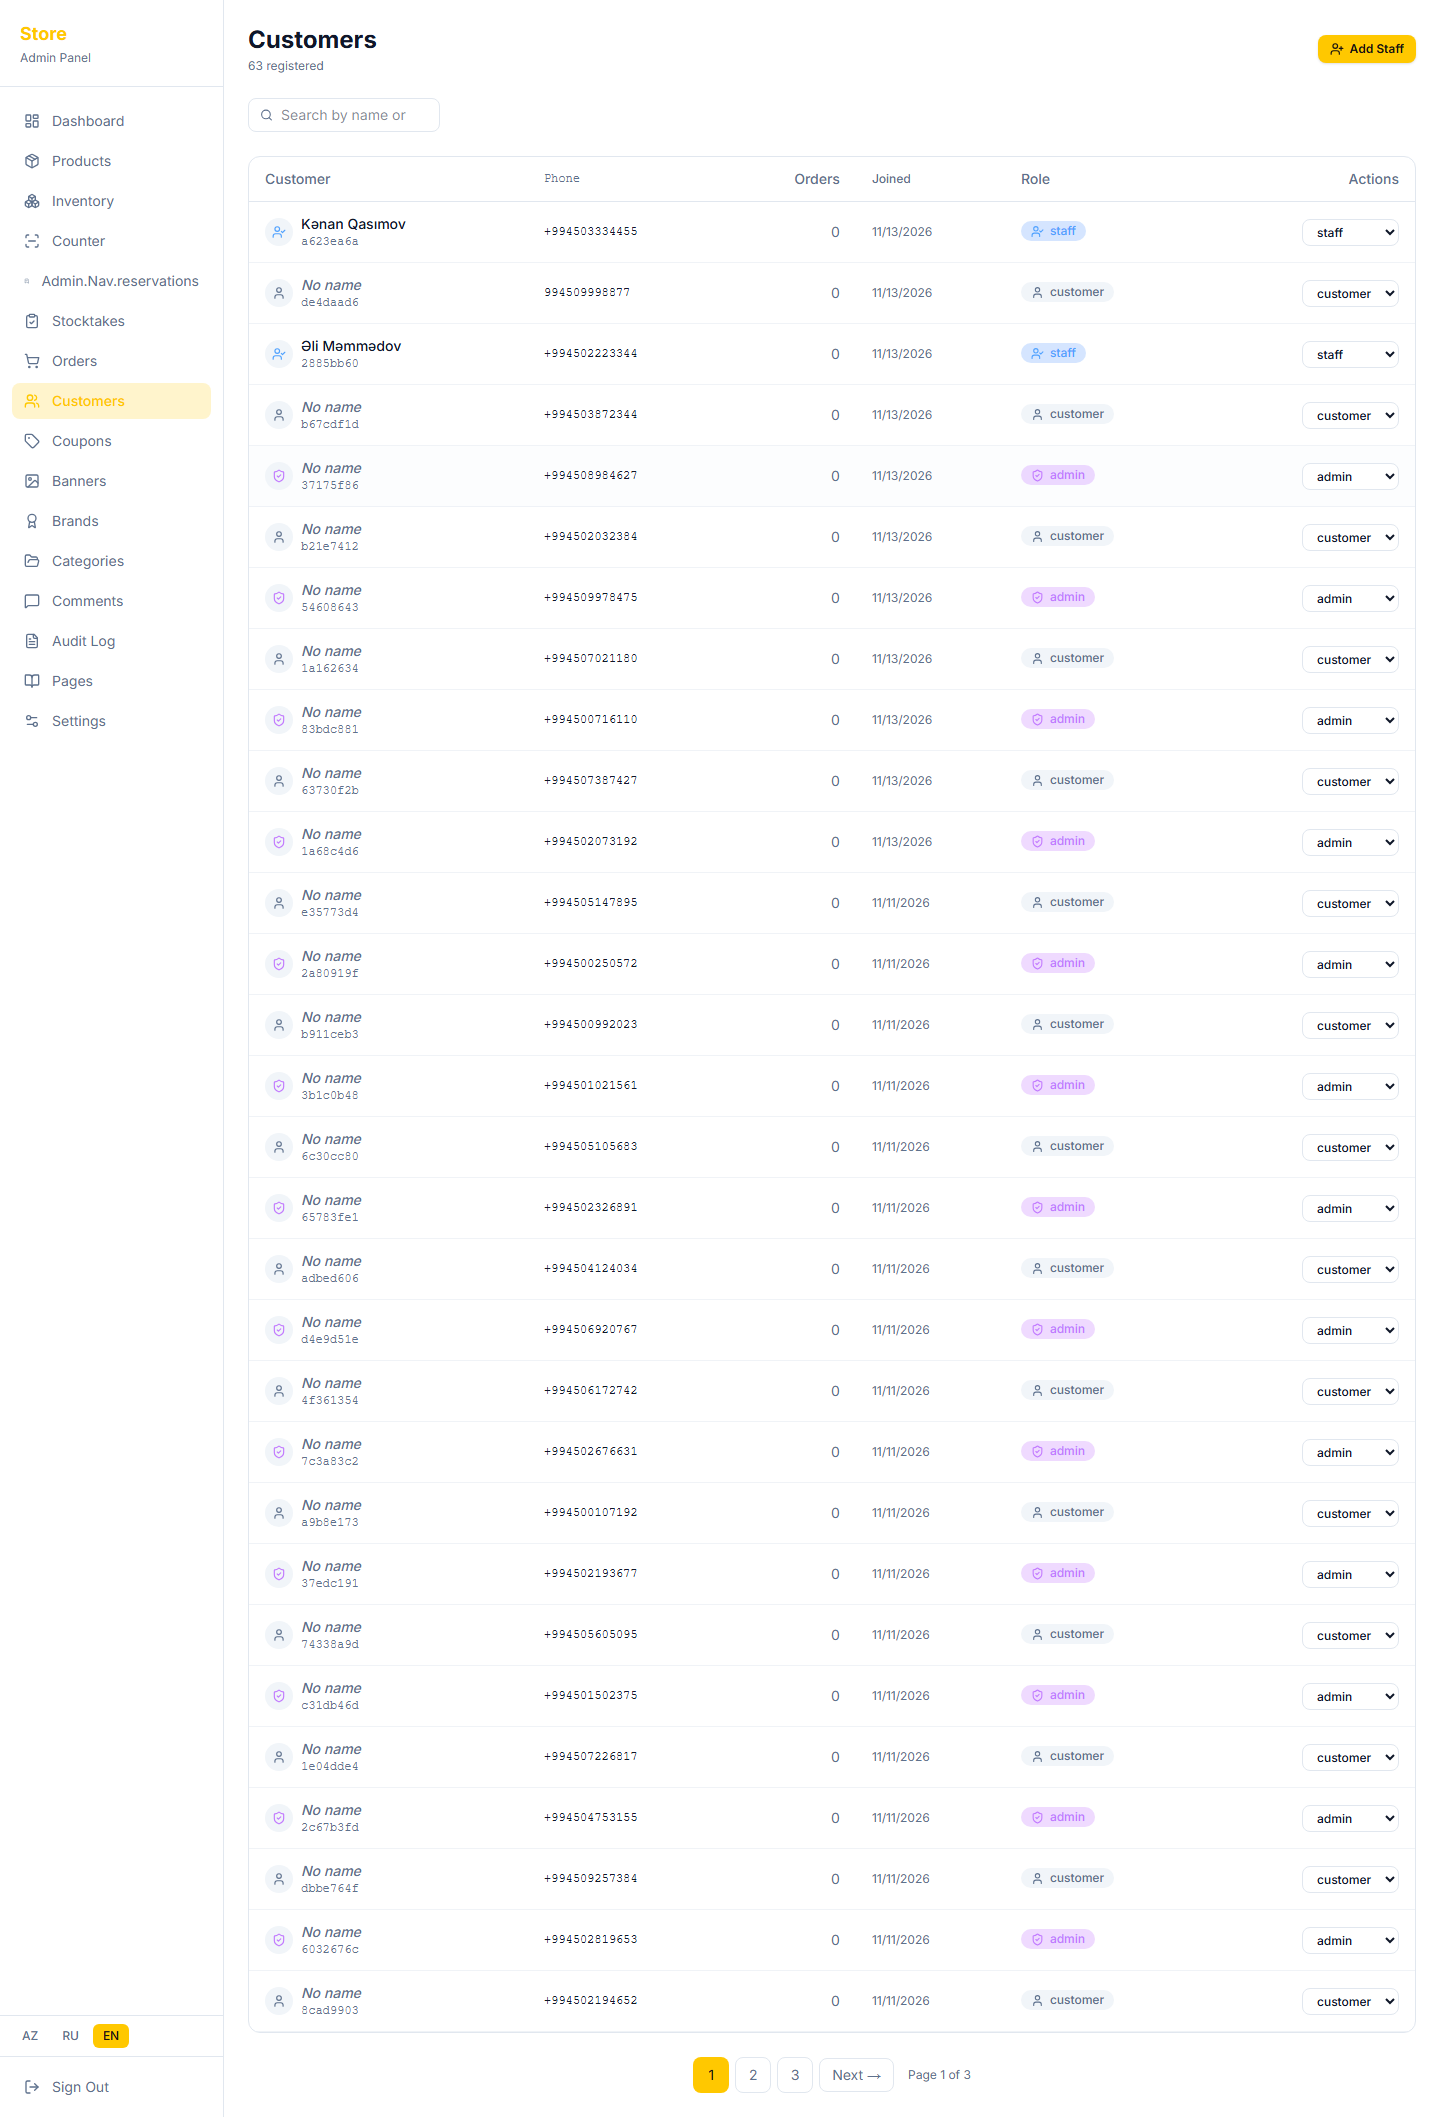 Store
Admin Panel
Dashboard
Products
Inventory
Counter
Admin.Nav.reservations
Stocktakes
Orders
Customers
Coupons
Banners
Brands
Categories
Comments
Audit Log
Pages
Settings
AZ RU EN
Sign Out
Customers
63 registered
Add Staff
Search by name or
Customer Phone Orders Joined Role Actions
Kənan Qasımov
a623ea6a +994503334455 0 11/13/2026 staff staff
No name
de4daad6 994509998877 0 11/13/2026 customer customer
Əli Məmmədov
2885bb60 +994502223344 0 11/13/2026 staff staff
No name
b67cdf1d +994503872344 0 11/13/2026 customer customer
No name
37175f86 +994508984627 0 11/13/2026 admin admin
No name
b21e7412 +994502032384 0 11/13/2026 customer customer
No name
54608643 +994509978475 0 11/13/2026 admin admin
No name
1a162634 +994507021180 0 11/13/2026 customer customer
No name
83bdc881 +994500716110 0 11/13/2026 admin admin
No name
63730f2b +994507387427 0 11/13/2026 customer customer
No name
1a68c4d6 +994502073192 0 11/13/2026 admin admin
No name
e35773d4 +994505147895 0 11/11/2026 customer customer
No name
2a80919f +994500250572 0 11/11/2026 admin admin
No name
b911ceb3 +994500992023 0 11/11/2026 customer customer
No name
3b1c0b48 +994501021561 0 11/11/2026 admin admin
No name
6c30cc80 +994505105683 0 11/11/2026 customer customer
No name
65783fe1 +994502326891 0 11/11/2026 admin admin
No name
adbed606 +994504124034 0 11/11/2026 customer customer
No name
d4e9d51e +994506920767 0 11/11/2026 admin admin
No name
4f361354 +994506172742 0 11/11/2026 customer customer
No name
7c3a83c2 +994502676631 0 11/11/2026 admin admin
No name
a9b8e173 +994500107192 0 11/11/2026 customer customer
No name
37edc191 +994502193677 0 11/11/2026 admin admin
No name
74338a9d +994505605095 0 11/11/2026 customer customer
No name
c31db46d +994501502375 0 11/11/2026 admin admin
No name
1e04dde4 +994507226817 0 11/11/2026 customer customer
No name
2c67b3fd +994504753155 0 11/11/2026 admin admin
No name
dbbe764f +994509257384 0 11/11/2026 customer customer
No name
6032676c +994502819653 0 11/11/2026 admin admin
No name
8cad9903 +994502194652 0 11/11/2026 customer customer
1 2 3 Next → Page 1 of 3